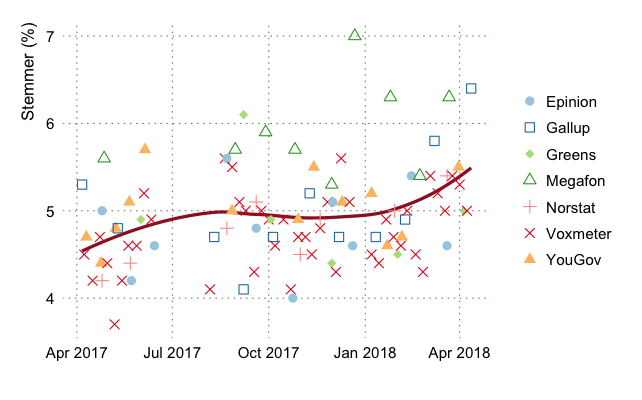 Stemmer (%)
7
6
5
4
Apr 2017
Jul 2017
Oct 2017
Jan 2018
Apr 2018
Epinion
Gallup
Greens
Megafon
Norstat
Voxmeter
YouGov